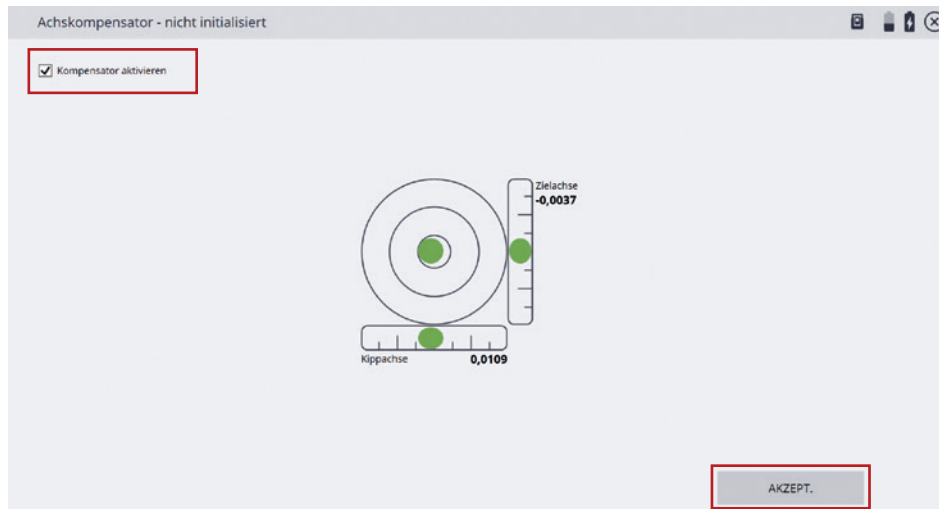 Achskompensator - nicht initialisiert
Kompensator aktivieren
Zielachse
-0,0037
Kippachse 0,0109
AKZEPT.